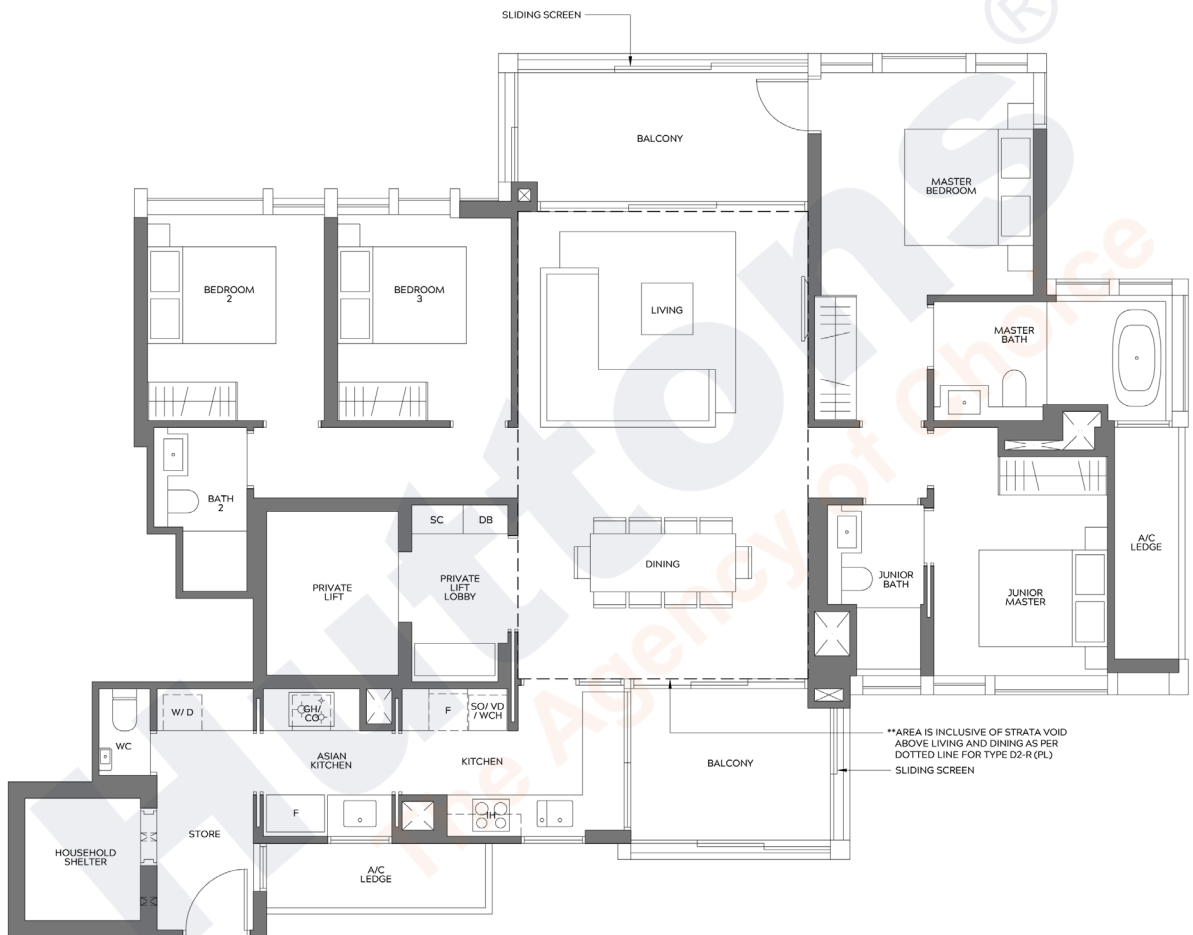 SLIDING SCREEN
®
BALCONY
MASTER
BEDROOM
BEDROOM
2
BEDROOM
3
LIVING
MASTER
BATH
BATH
2
SC
DB
PRIVATE
LIFT
PRIVATE
LIFT
LOBBY
DINING
JUNIOR
BATH
JUNIOR
MASTER
A/C
LEDGE
W/ D
GH/
CO
F
SO/ VD
/ WCH
WC
ASIAN
KITCHEN
KITCHEN
BALCONY
**AREA IS INCLUSIVE OF STRATA VOID
ABOVE LIVING AND DINING AS PER
DOTTED LINE FOR TYPE D2-R (PL)
SLIDING SCREEN
F
IH
STORE
HOUSEHOLD
SHELTER
A/C
LEDGE
Huttons
The Agency of Choice